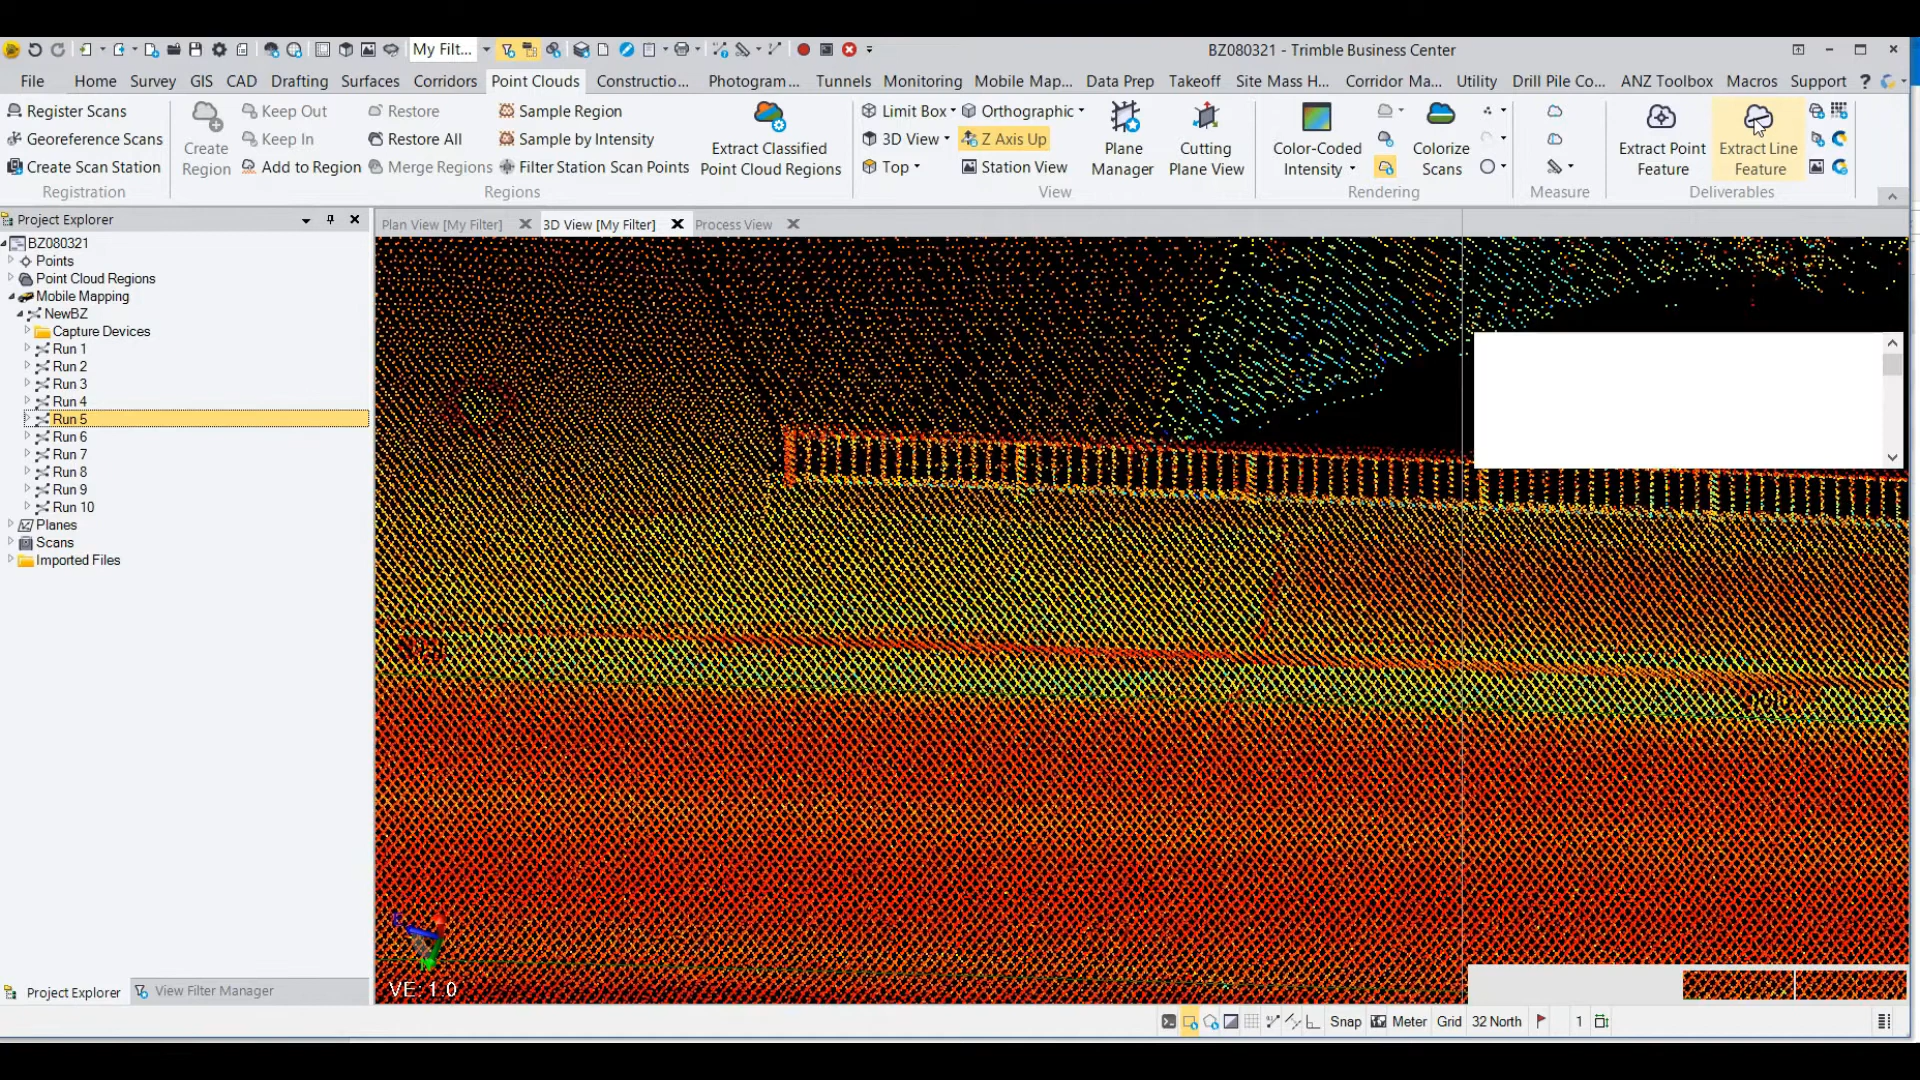 My Filt...
BZ080321 - Trimble Business Center
File Home Survey GIS CAD Drafting Surfaces Corridors Point Clouds Constructio... Photogram... Tunnels Monitoring Mobile Map... Data Prep Takeoff Site Mass H... Corridor Ma... Utility Drill Pile Co... ANZ Toolbox Macros Support ?
Register Scans
Georeference Scans
Create Scan Station
Registration
Create
Region
Keep Out
Keep In
Add to Region
Restore
Restore All
Merge Regions
Sample Region
Sample by Intensity
Filter Station Scan Points
Regions
Extract Classified
Point Cloud Regions
Limit Box
3D View
Top
Orthographic
Z Axis Up
Station View
Plane
Manager
Cutting
Plane View
View
Color-Coded
Intensity
Colorize
Scans
Rendering
Measure
Extract Point
Feature
Extract Line
Feature
Deliverables
Project Explorer
BZ080321
Points
Point Cloud Regions
Mobile Mapping
NewBZ
Capture Devices
Run 1
Run 2
Run 3
Run 4
Run 5
Run 6
Run 7
Run 8
Run 9
Run 10
Planes
Scans
Imported Files
Plan View [My Filter]
3D View [My Filter]
Process View
VE: 1.0
Project Explorer
View Filter Manager
Snap Meter Grid 32 North 1